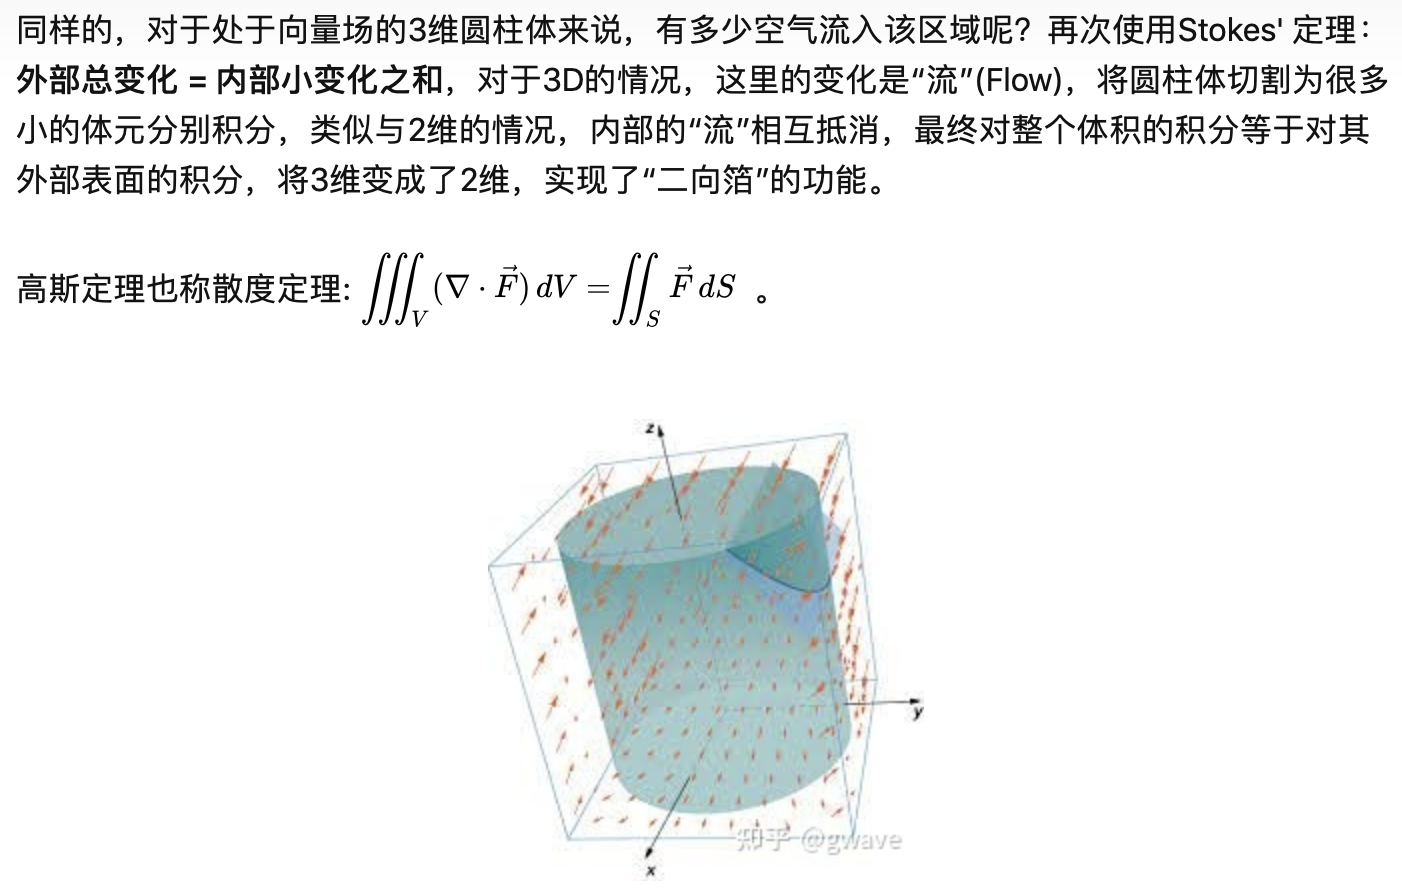 同样的，对于处于向量场的3维圆柱体来说，有多少空气流入该区域呢？再次使用Stokes' 定理：
外部总变化 = 内部小变化之和，对于3D的情况，这里的变化是“流”(Flow)，将圆柱体切割为很多
小的体元分别积分，类似与2维的情况，内部的“流”相互抵消，最终对整个体积的积分等于对其
外部表面的积分，将3维变成了2维，实现了“二向箔”的功能。
高斯定理也称散度定理: ∭_V (∇ · F⃗) dV = ∬_S F⃗ dS 。
z
y
知乎 @gwave
x